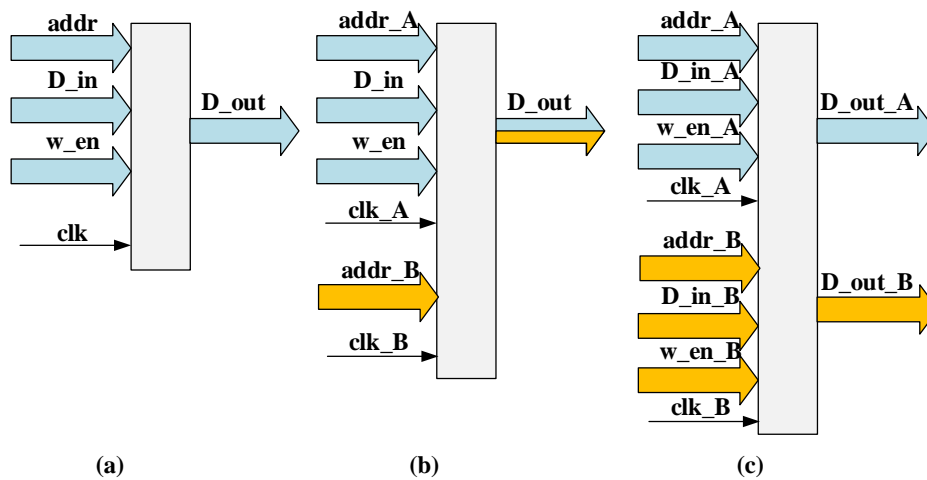 addr
D_in
w_en
clk
D_out
(a)
addr_A
D_in
w_en
clk_A
addr_B
clk_B
D_out
(b)
addr_A
D_in_A
w_en_A
clk_A
addr_B
D_in_B
w_en_B
clk_B
D_out_A
D_out_B
(c)